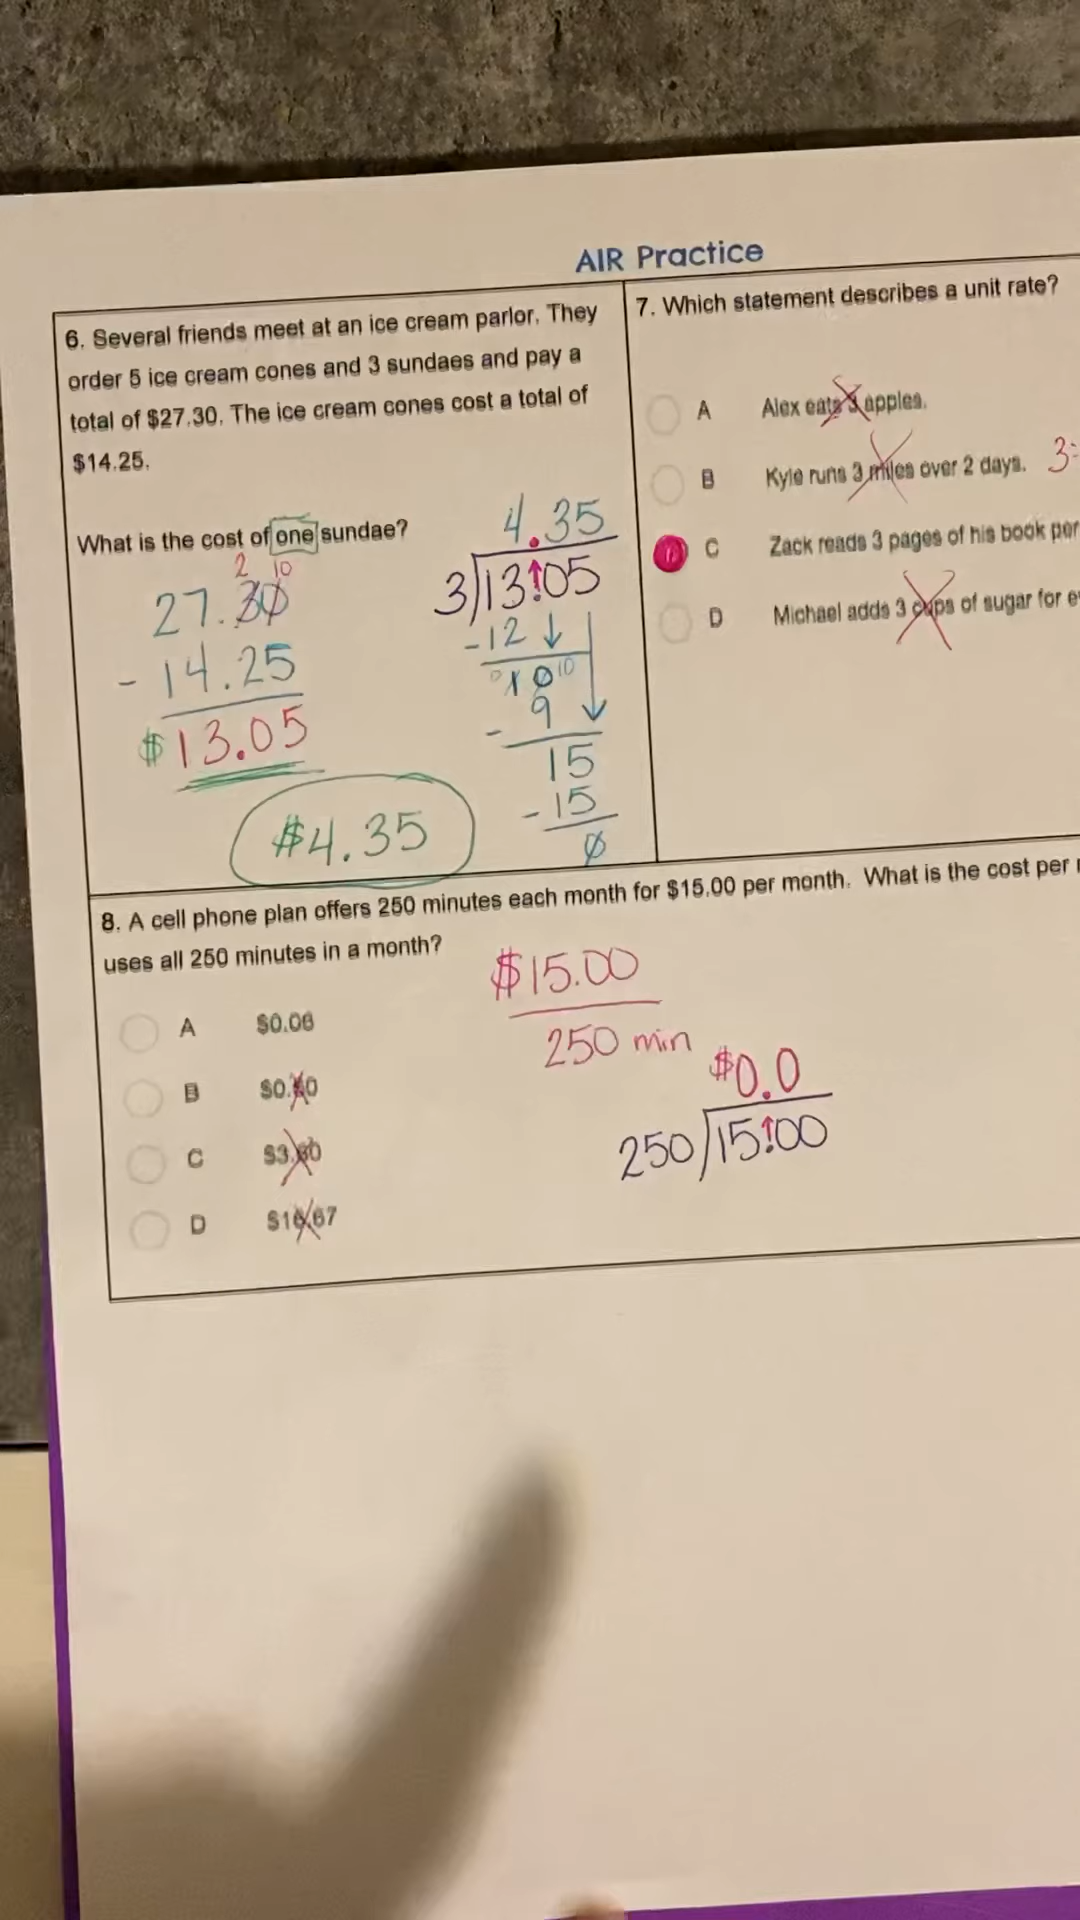 AIR Practice
6. Several friends meet at an ice cream parlor. They
order 5 ice cream cones and 3 sundaes and pay a
total of $27.30. The ice cream cones cost a total of
$14.25.
What is the cost of one sundae?
2 10
27.30
- 14.25
$13.05
$4.35
4.35
3)13.05
-12
0 1 0 10
- 9
15
-15
0
7. Which statement describes a unit rate?
A Alex eats 3 apples.
B Kyle runs 3 miles over 2 days. 3:
C Zack reads 3 pages of his book per
D Michael adds 3 cups of sugar for
8. A cell phone plan offers 250 minutes each month for $15.00 per month. What is the cost per
uses all 250 minutes in a month?
$15.00
250 min
A $0.06
B $0.60
C $3.80
D $16.67
$0.0
250)15.00